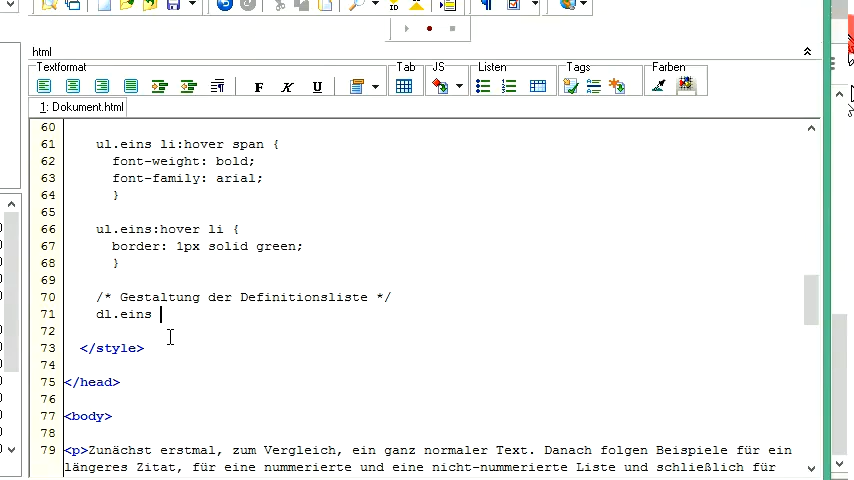 html
Textformat Tab JS Listen Tags Farben
F K U
1: Dokument.html
60
61 ul.eins li:hover span {
62 font-weight: bold;
63 font-family: arial;
64 }
65
66 ul.eins:hover li {
67 border: 1px solid green;
68 }
69
70 /* Gestaltung der Definitionsliste */
71 dl.eins
72
73 </style>
74
75 </head>
76
77 <body>
78
79 <p>Zunächst erstmal, zum Vergleich, ein ganz normaler Text. Danach folgen Beispiele für ein
längeres Zitat, für eine nummerierte und eine nicht-nummerierte Liste und schließlich für